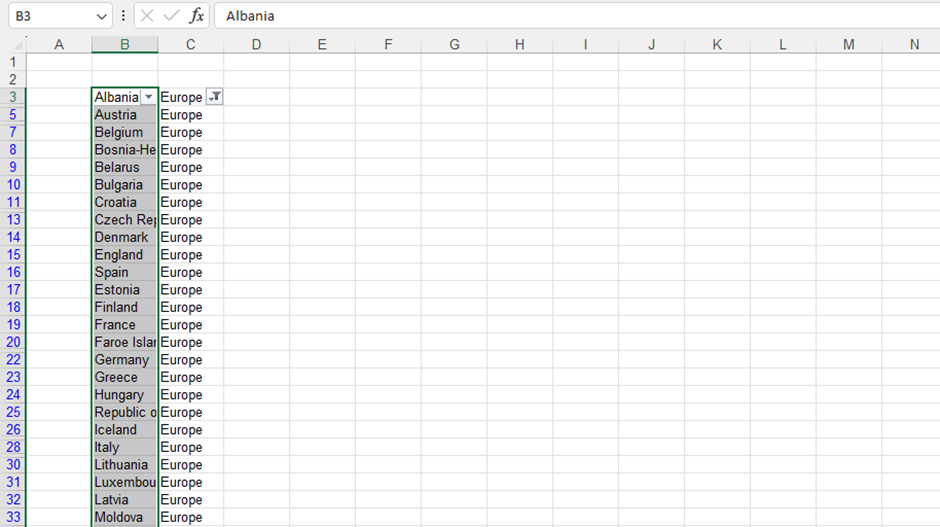 B3 fx Albania
A B C D E F G H I J K L M N
1
2
3 Albania Europe
5 Austria Europe
7 Belgium Europe
8 Bosnia-He Europe
9 Belarus Europe
10 Bulgaria Europe
11 Croatia Europe
13 Czech Rep Europe
14 Denmark Europe
15 England Europe
16 Spain Europe
17 Estonia Europe
18 Finland Europe
19 France Europe
20 Faroe Islan Europe
22 Germany Europe
23 Greece Europe
24 Hungary Europe
25 Republic o Europe
26 Iceland Europe
28 Italy Europe
30 Lithuania Europe
31 Luxembou Europe
32 Latvia Europe
33 Moldova Europe